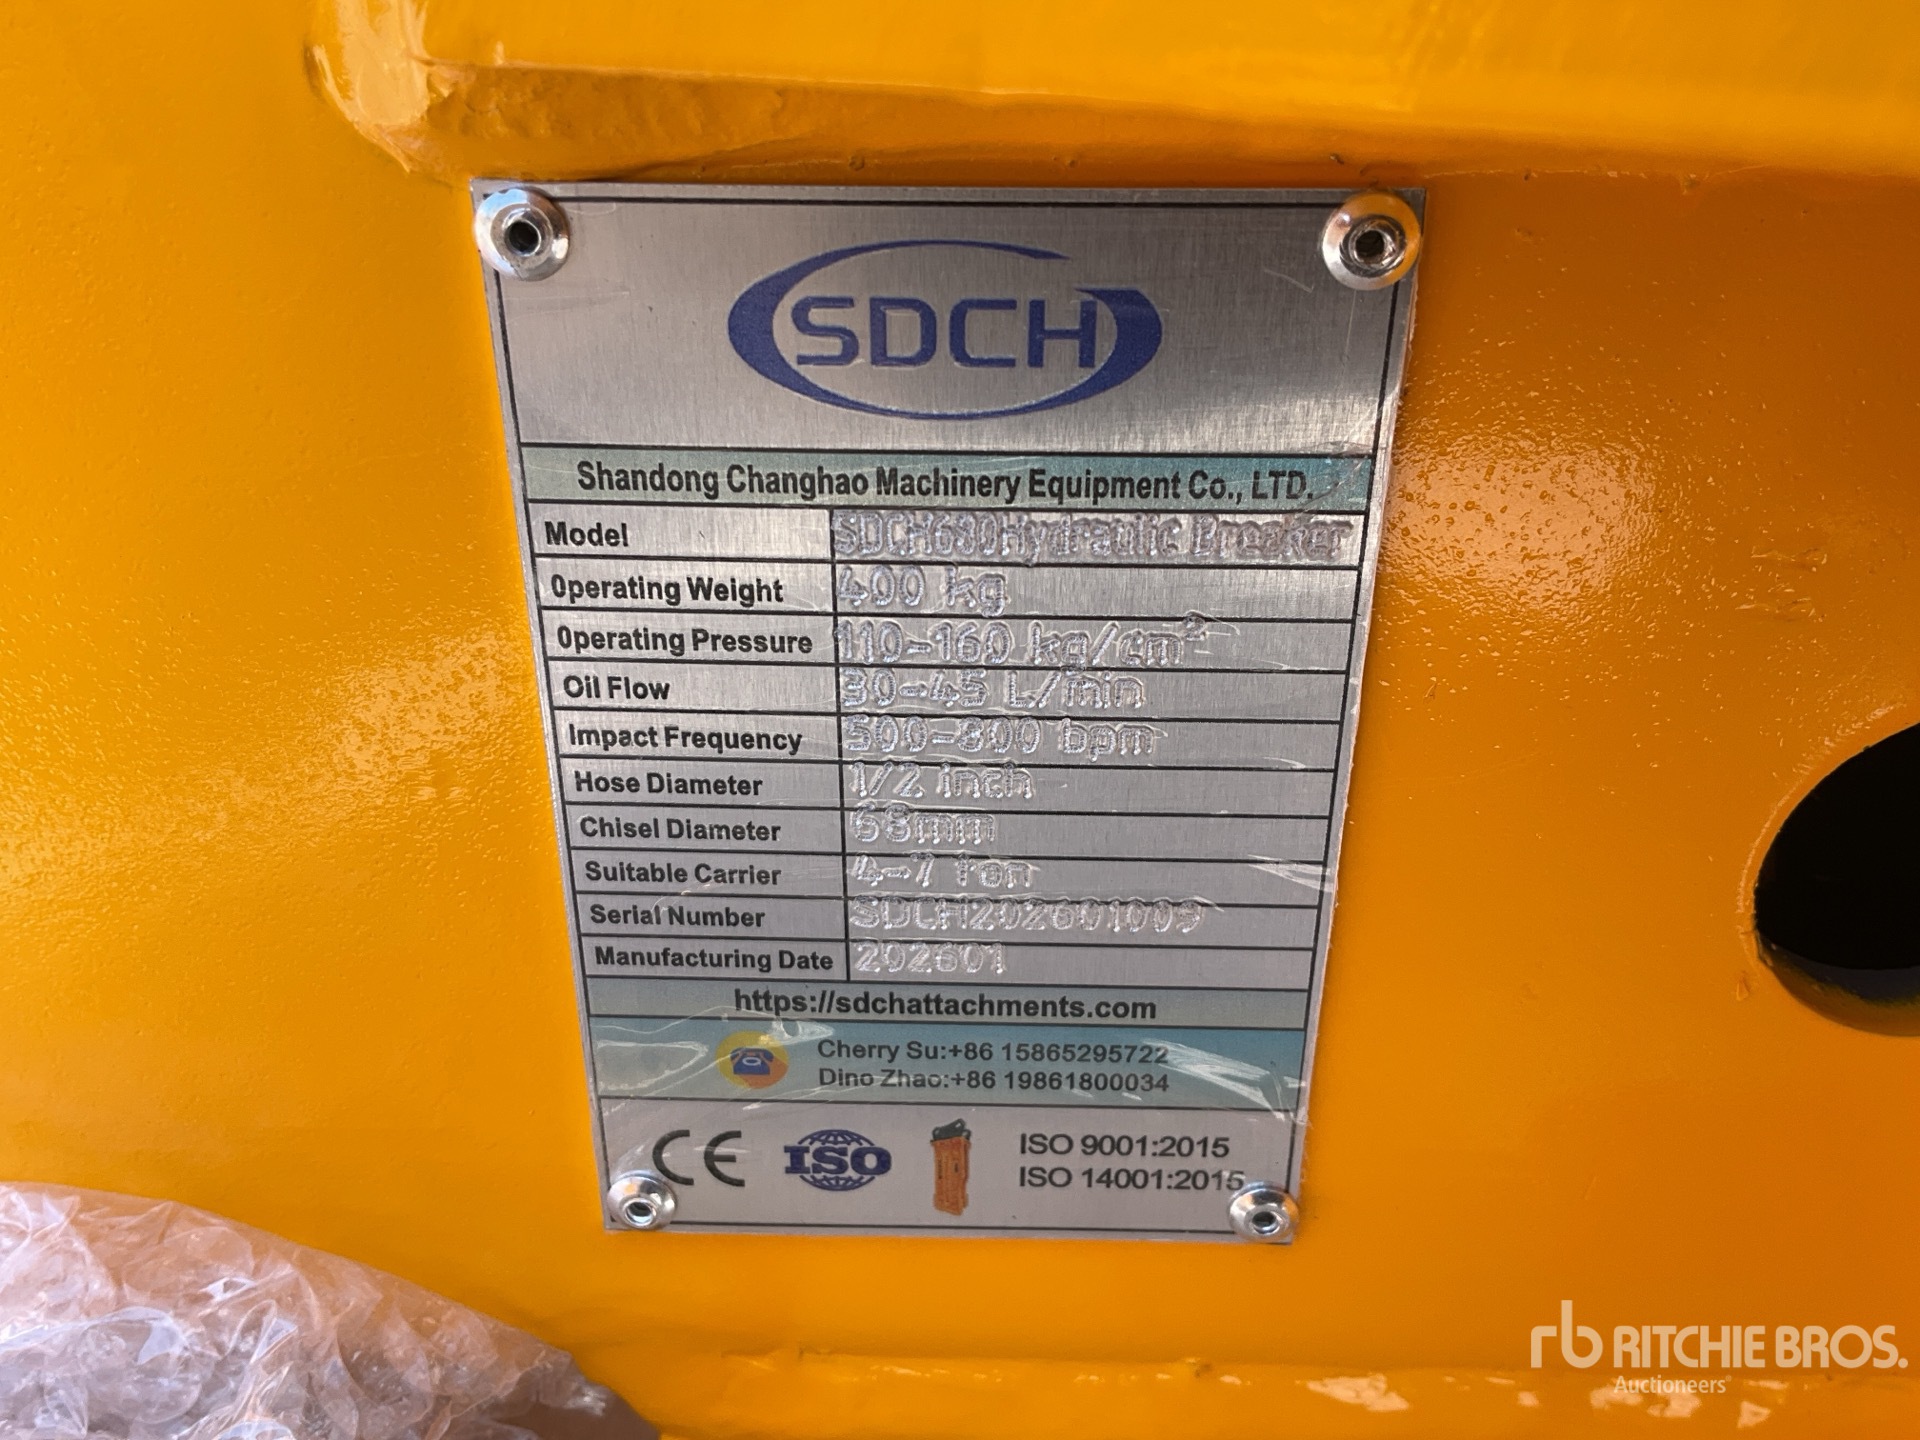 SDCH
Shandong Changhao Machinery Equipment Co., LTD.
Model SDCH680Hydraulic Breaker
Operating Weight 400 kg
Operating Pressure 110-160 kg/cm²
Oil Flow 30-45 L/min
Impact Frequency 500-800 bpm
Hose Diameter 1/2 inch
Chisel Diameter 68mm
Suitable Carrier 4-7 Ton
Serial Number SDCH202601009
Manufacturing Date 202601
https://sdchattachments.com
Cherry Su:+86 15865295722
Dino Zhao:+86 19861800034
CE ISO ISO 9001:2015
ISO 14001:2015
rb RITCHIE BROS.
Auctioneers